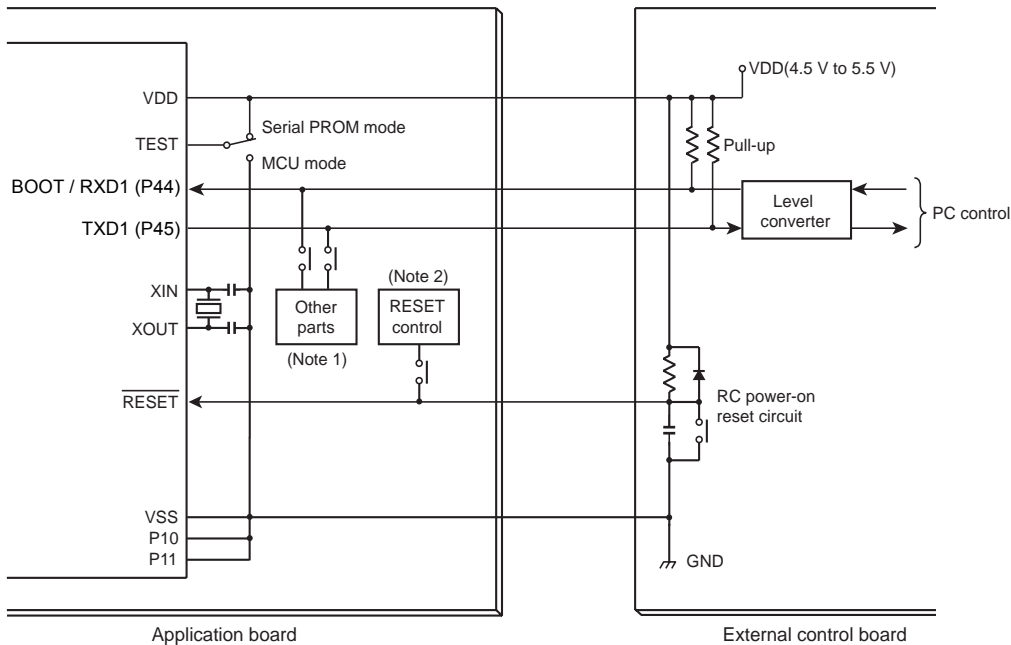 VDD(4.5 V to 5.5 V)
VDD
Serial PROM mode
TEST
Pull-up
MCU mode
BOOT / RXD1 (P44)
Level
converter
PC control
TXD1 (P45)
(Note 2)
XIN
Other
parts
RESET
control
XOUT
(Note 1)
RESET
RC power-on
reset circuit
VSS
P10
P11
GND
Application board
External control board